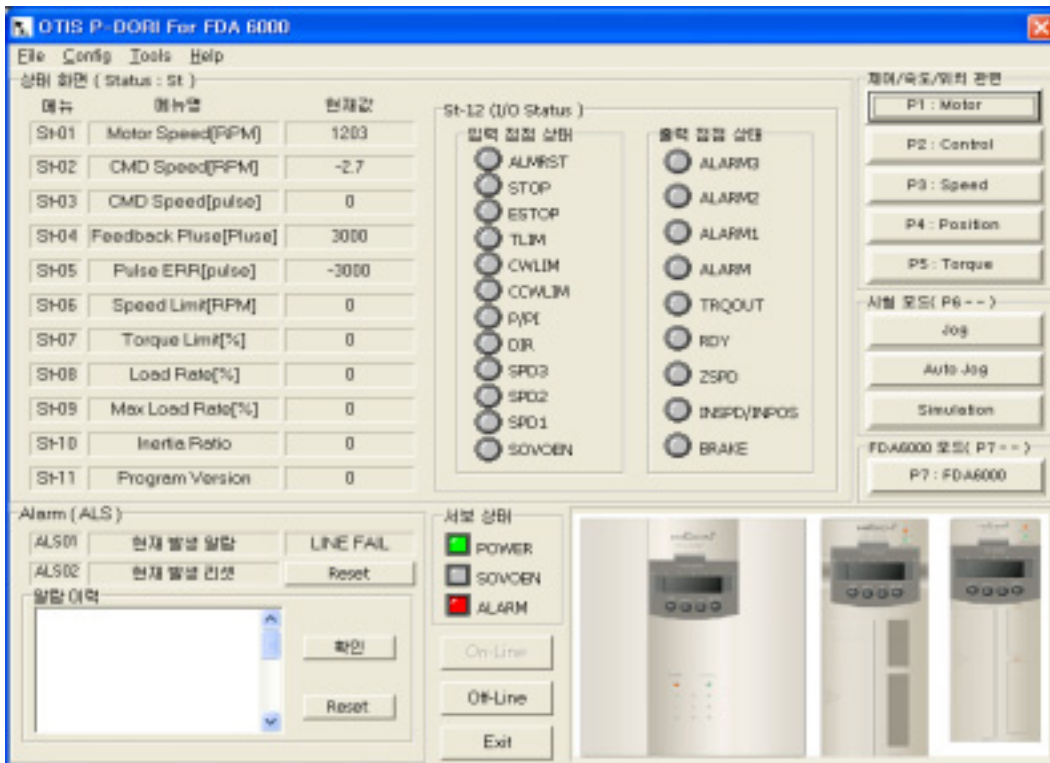 OTIS P-DORI For FDA 6000
File Config Tools Help
상태 화면 ( Status : St )
메뉴 메뉴명 현재값
St-01 Motor Speed[RPM] 1203
St-02 CMD Speed[RPM] -2.7
St-03 CMD Speed[pulse] 0
St-04 Feedback Pluse[Pluse] 3000
St-05 Pulse ERR[pulse] -3000
St-06 Speed Limit[RPM] 0
St-07 Torque Limit[%] 0
St-08 Load Rate[%] 0
St-09 Max Load Rate[%] 0
St-10 Inertia Ratio 0
St-11 Program Version 0
St-12 (I/O Status )
입력 접점 상태
ALMRST
STOP
ESTOP
TLIM
CWLIM
CCWLIM
P/PI
DIR
SPD3
SPD2
SPD1
SOVOEN
출력 접점 상태
ALARM3
ALARM2
ALARM1
ALARM
TRQOUT
RDY
ZSPD
INSPD/INPOS
BRAKE
제어/속도/위치 관련
P1 : Motor
P2 : Control
P3 : Speed
P4 : Position
P5 : Torque
시험 모드( P6-- )
Jog
Auto Jog
Simulation
FDA6000 모드( P7-- )
P7 : FDA6000
Alarm ( ALS )
ALS01 현재 발생 알람 LINE FAIL
ALS02 현재 발생 리셋 Reset
알람 이력
확인
Reset
서보 상태
POWER
SOVOEN
ALARM
On-Line
Off-Line
Exit